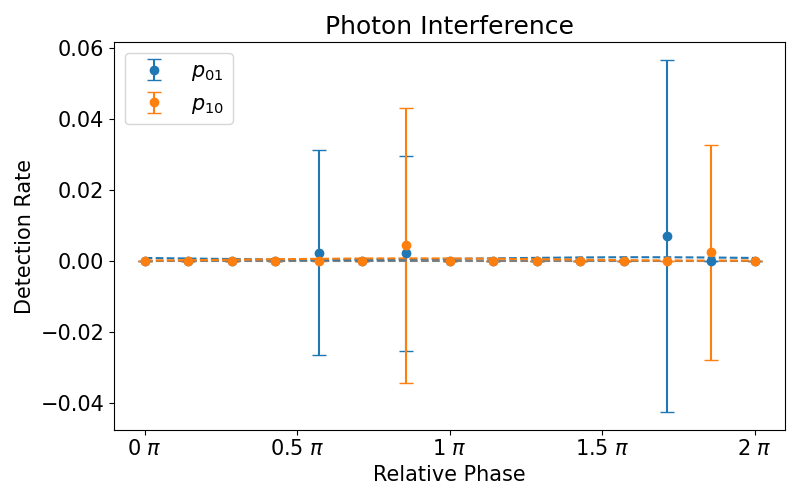 Photon Interference
0.06
0.04
0.02
0.00
−0.02
−0.04
Detection Rate
p01
p10
0 π
0.5 π
1 π
1.5 π
2 π
Relative Phase